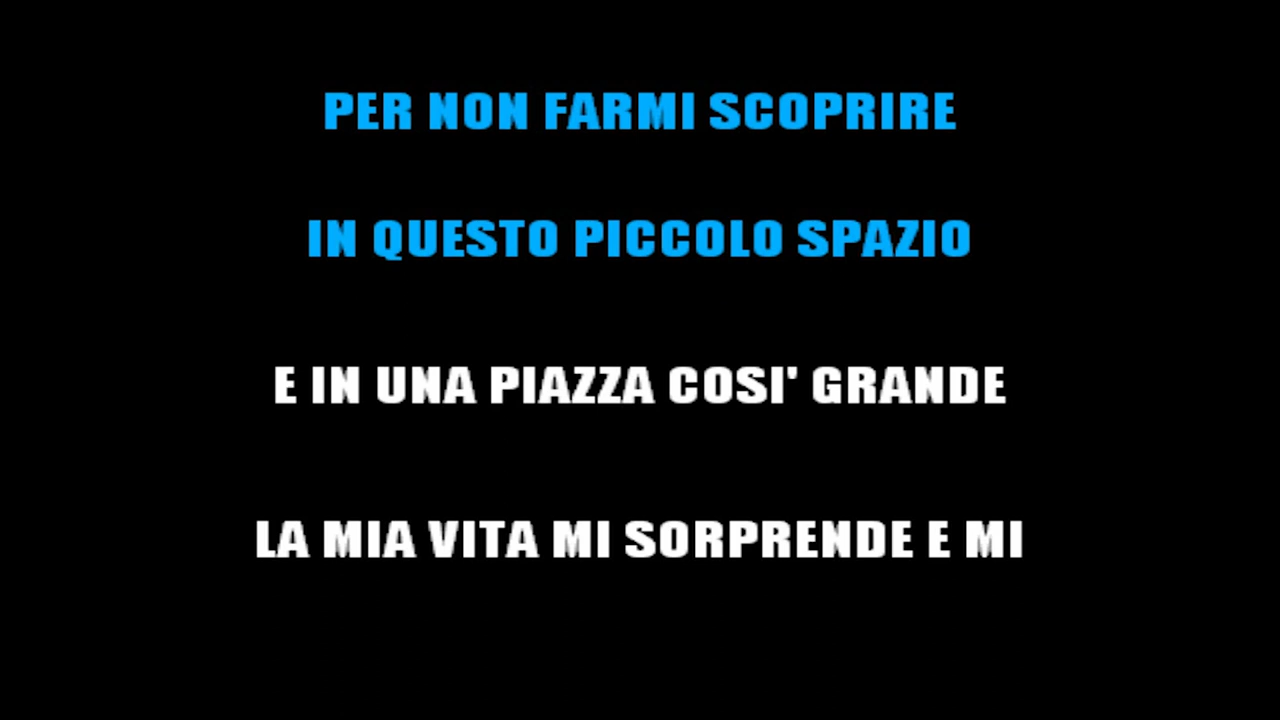 PER NON FARMI SCOPRIRE
IN QUESTO PICCOLO SPAZIO
E IN UNA PIAZZA COSI' GRANDE
LA MIA VITA MI SORPRENDE E MI